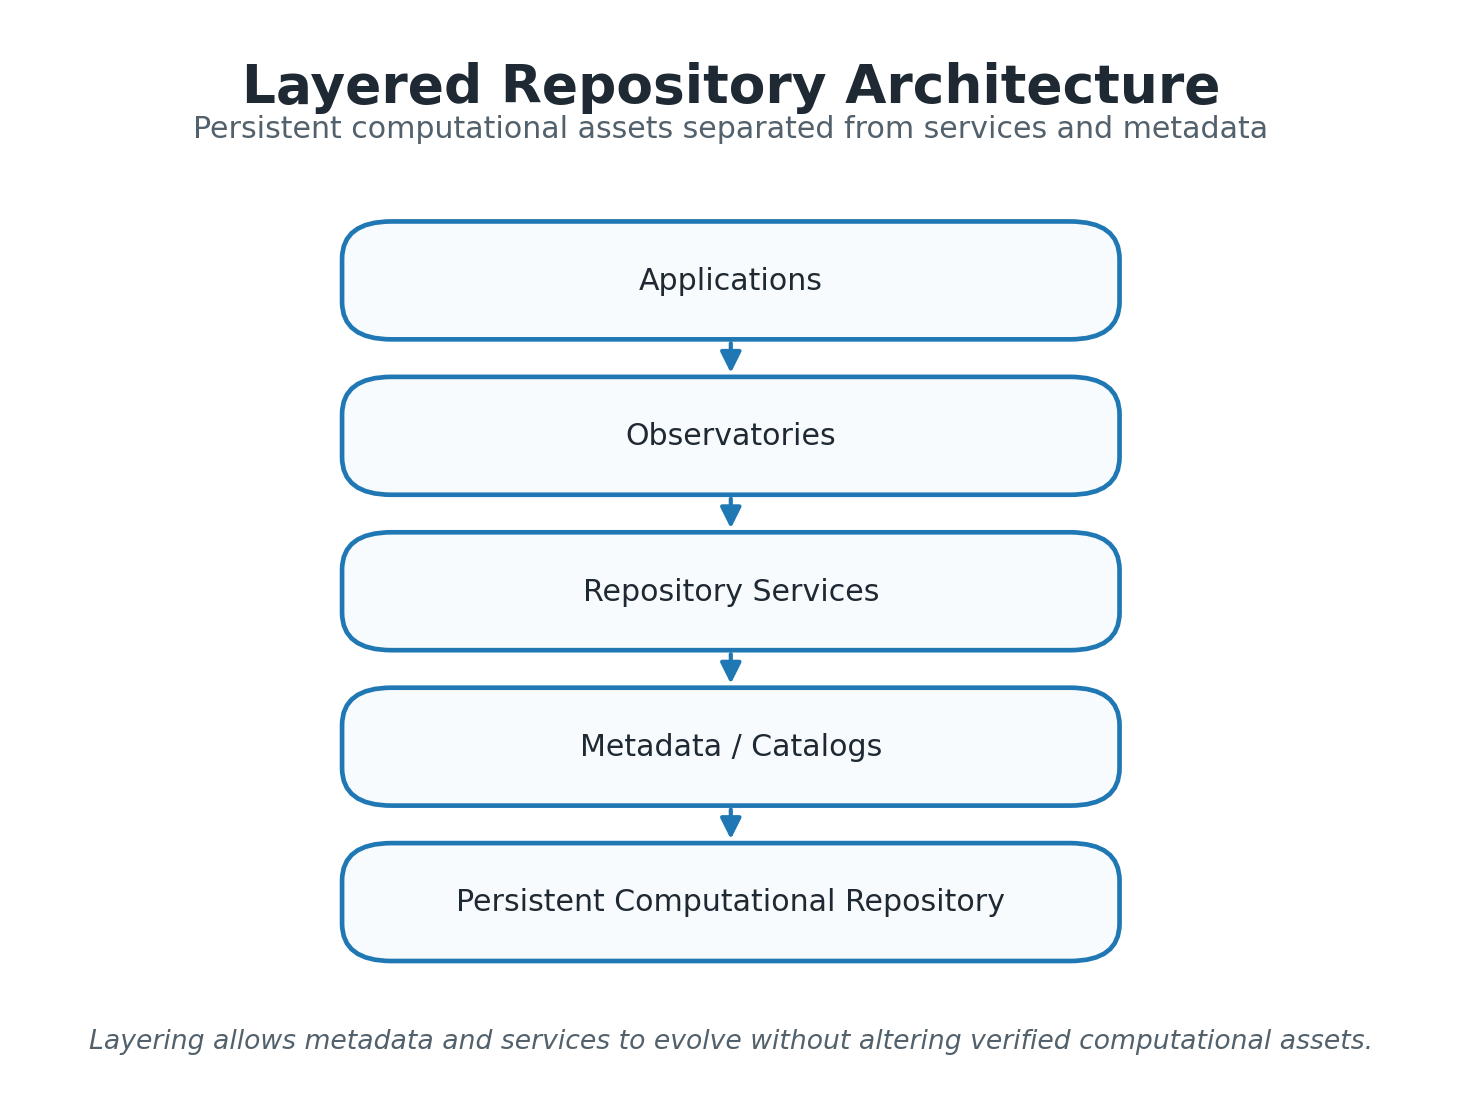 Layered Repository Architecture
Persistent computational assets separated from services and metadata
Applications
Observatories
Repository Services
Metadata / Catalogs
Persistent Computational Repository
Layering allows metadata and services to evolve without altering verified computational assets.